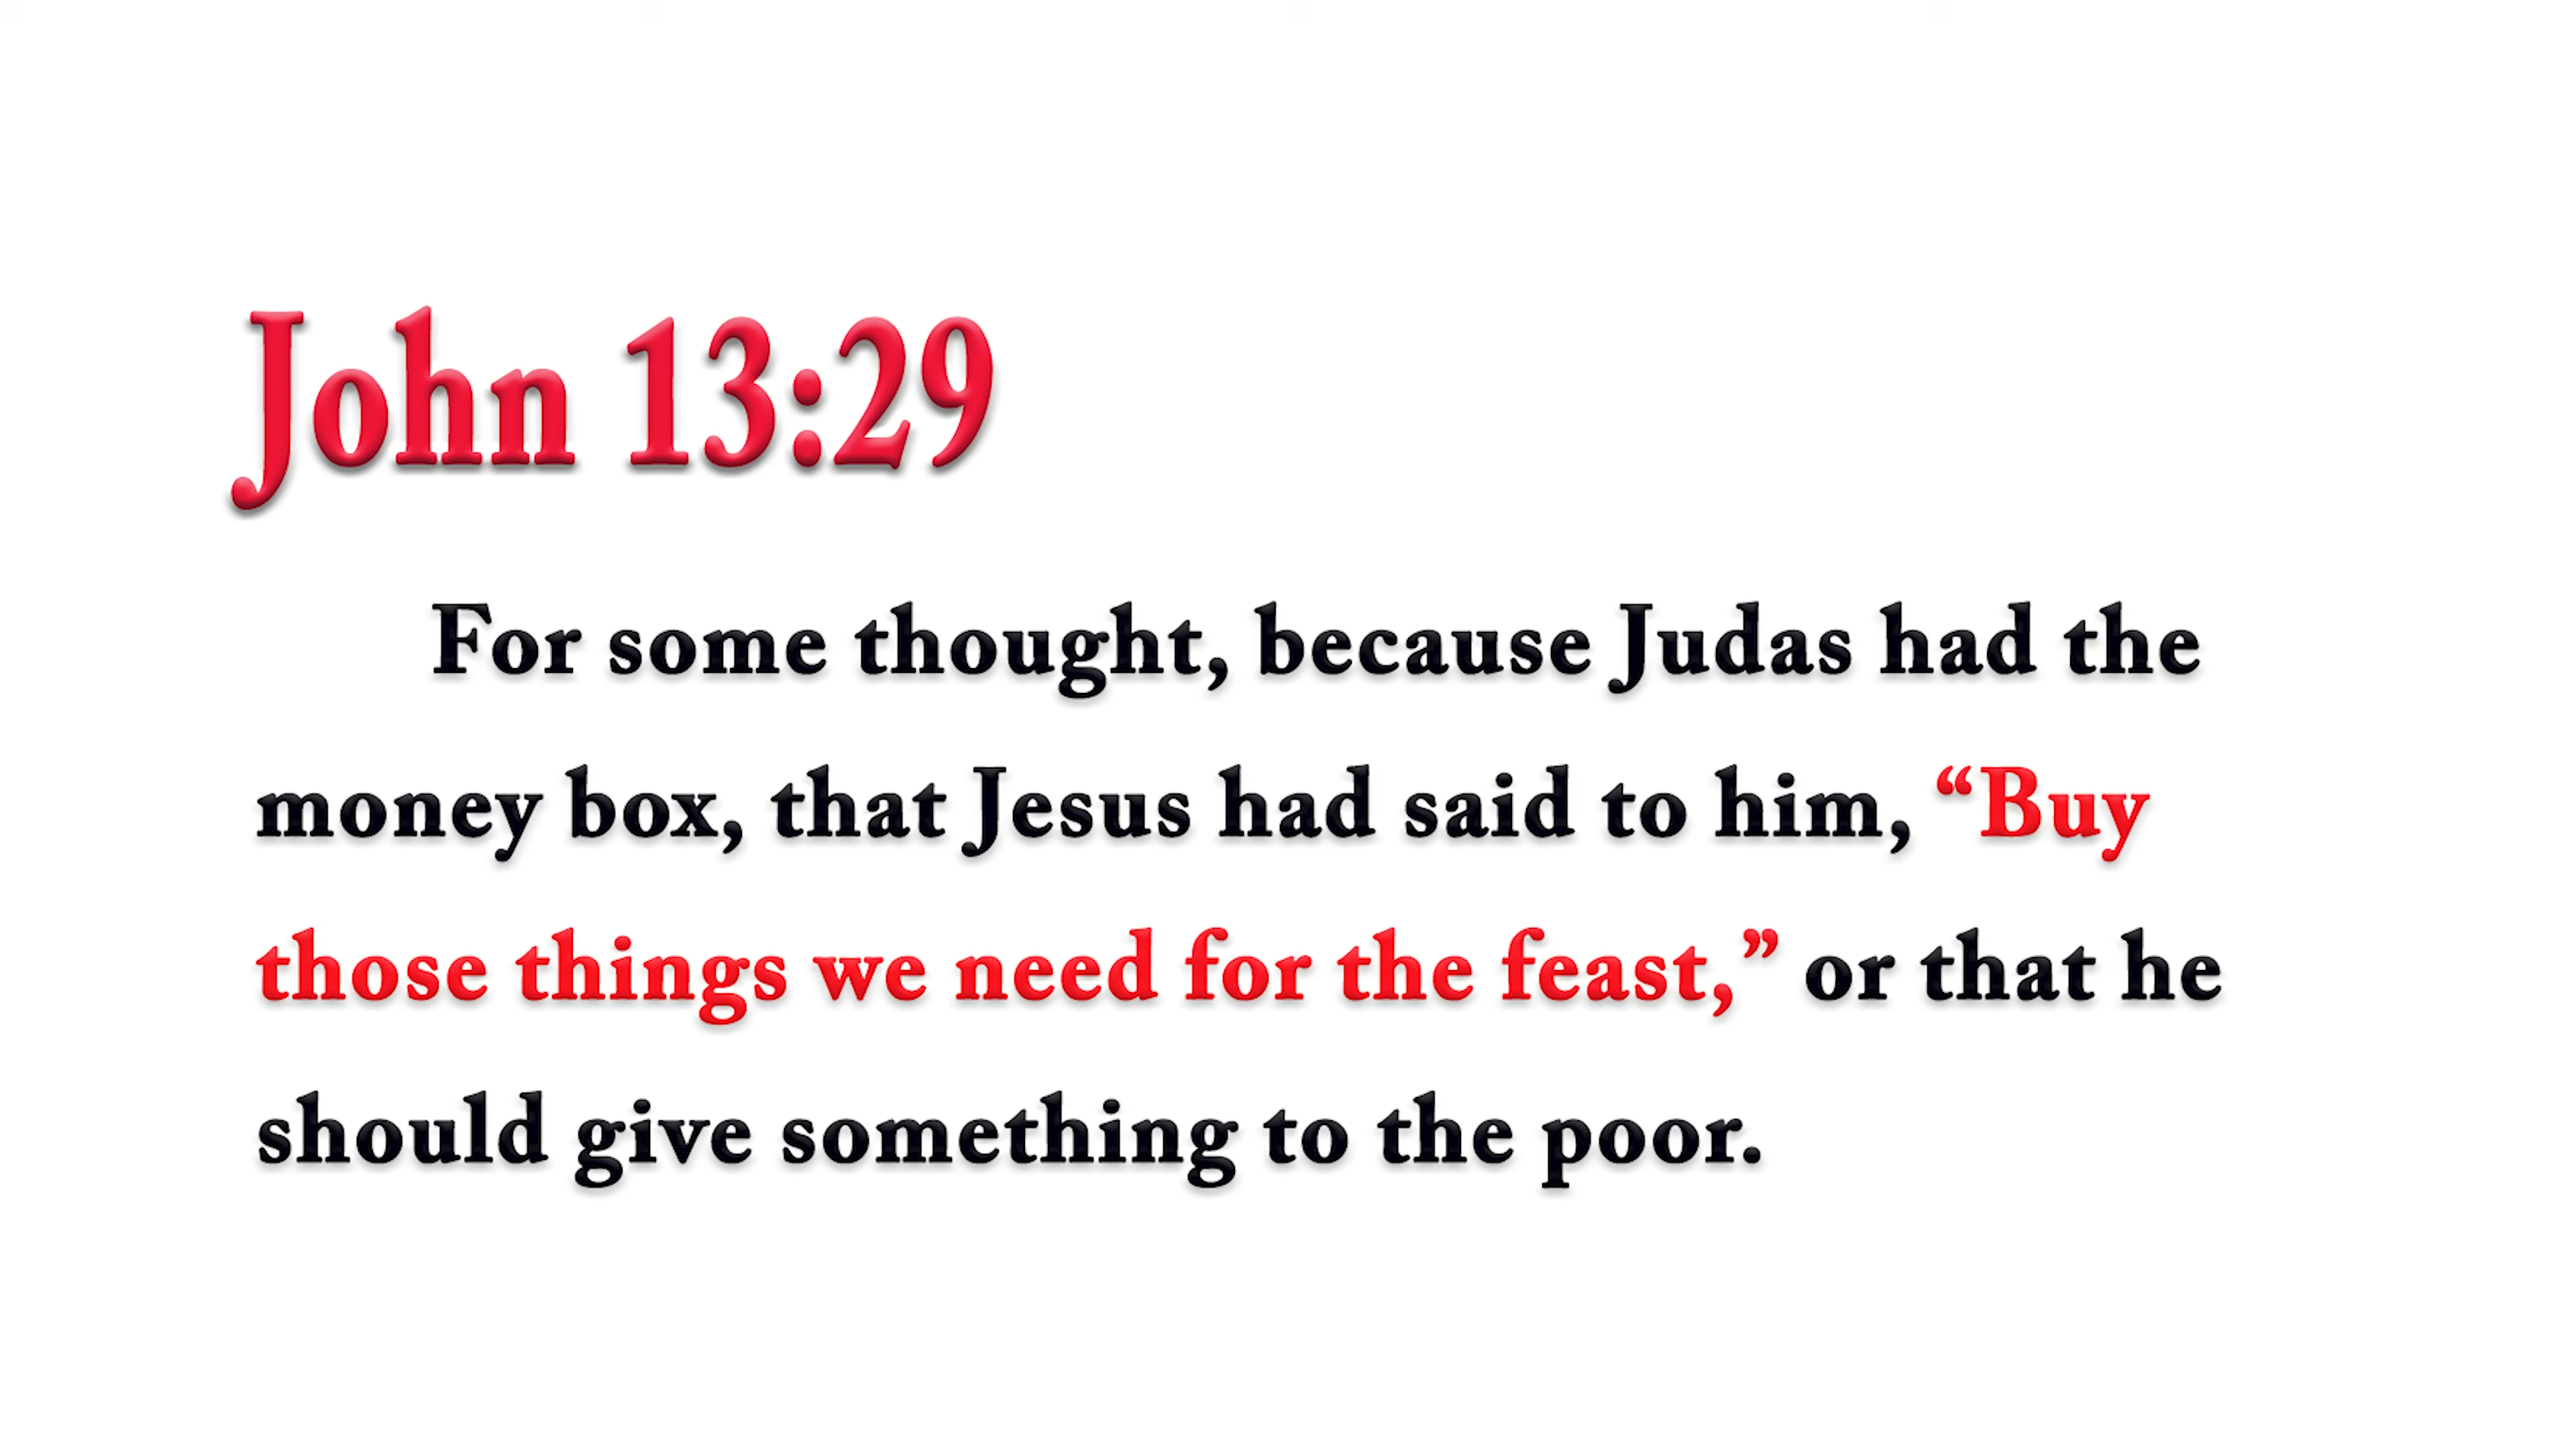 John 13:29
For some thought, because Judas had the
money box, that Jesus had said to him, “Buy
those things we need for the feast,” or that he
should give something to the poor.